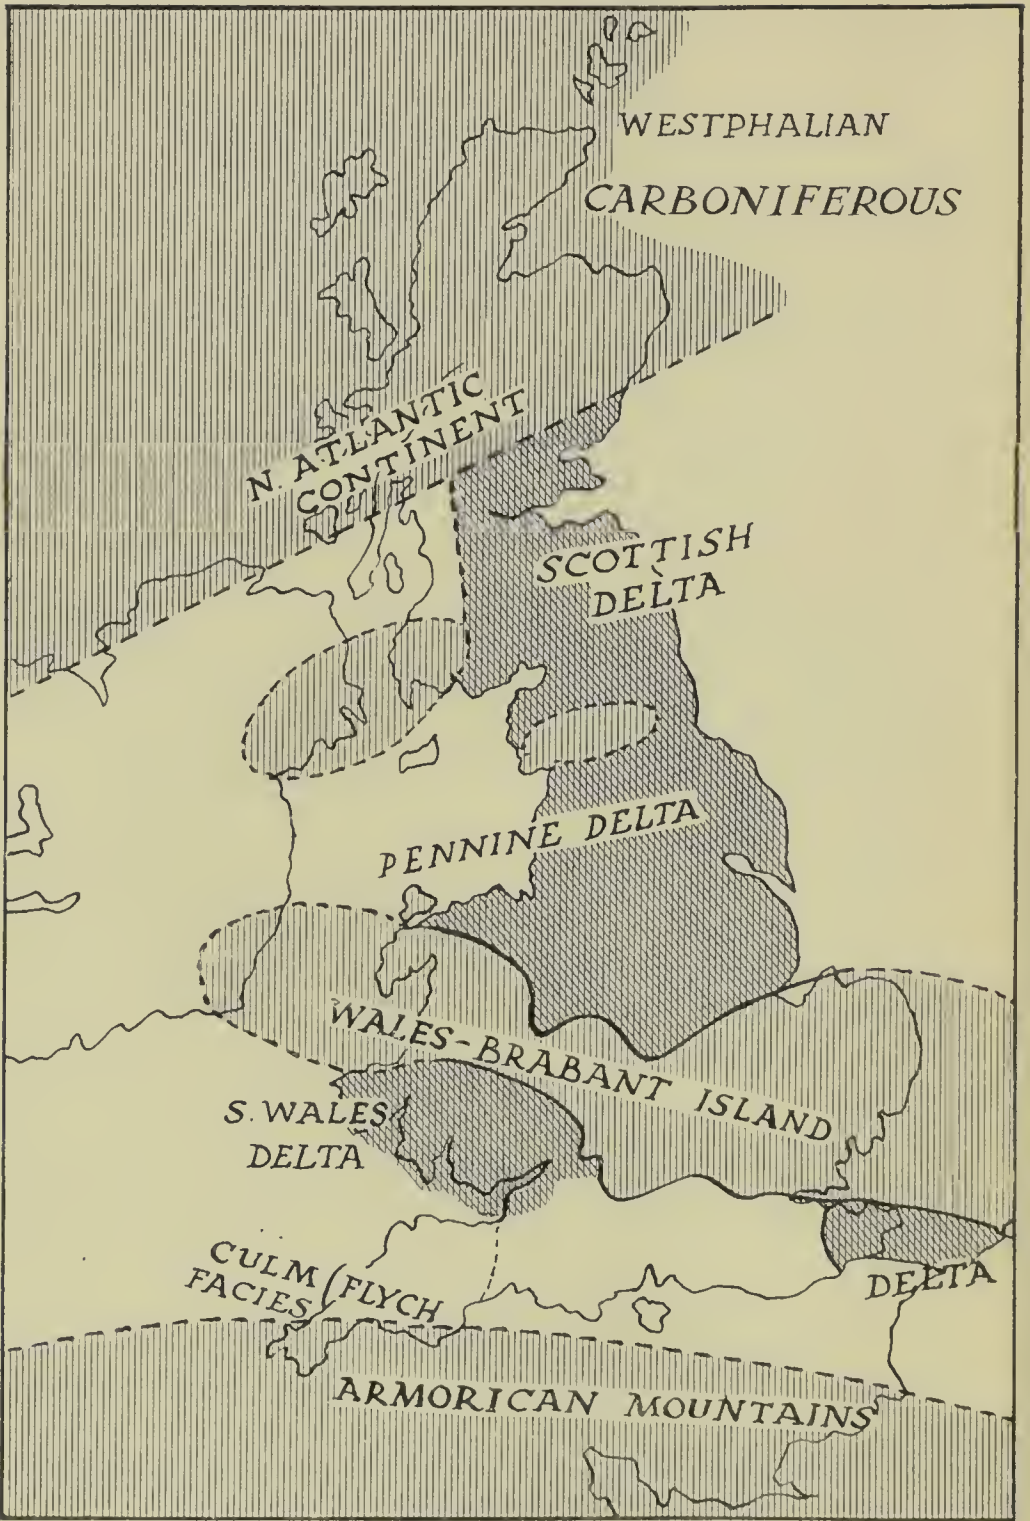 WESTPHALIAN
CARBONIFEROUS
N. ATLANTIC
CONTINENT
SCOTTISH
DELTA
PENNINE DELTA
WALES-BRABANT ISLAND
S. WALES
DELTA
CULM / FLYCH
FACIES
DELTA
ARMORICAN MOUNTAINS